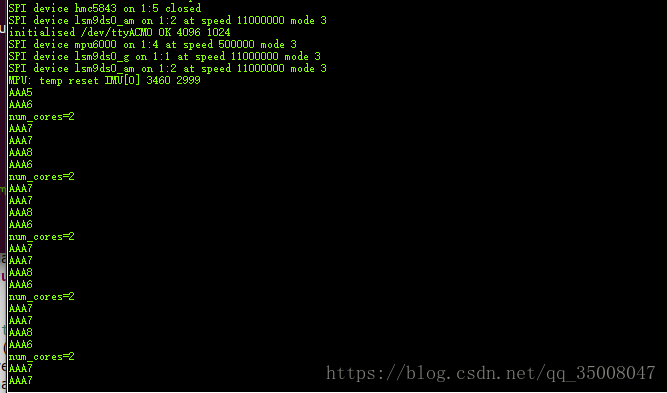 SPI device hmc5843 on 1:5 closed
SPI device lsm9ds0_am on 1:2 at speed 11000000 mode 3
initialised /dev/ttyACM0 OK 4096 1024
SPI device mpu6000 on 1:4 at speed 500000 mode 3
SPI device lsm9ds0_g on 1:1 at speed 11000000 mode 3
SPI device lsm9ds0_am on 1:2 at speed 11000000 mode 3
MPU: temp reset IMU[0] 3460 2999
AAA5
AAA6
num_cores=2
AAA7
AAA7
AAA8
AAA6
num_cores=2
AAA7
AAA7
AAA8
AAA6
num_cores=2
AAA7
AAA7
AAA8
AAA6
num_cores=2
AAA7
AAA7
AAA8
AAA6
num_cores=2
AAA7
AAA7
https://blog.csdn.net/qq_35008047